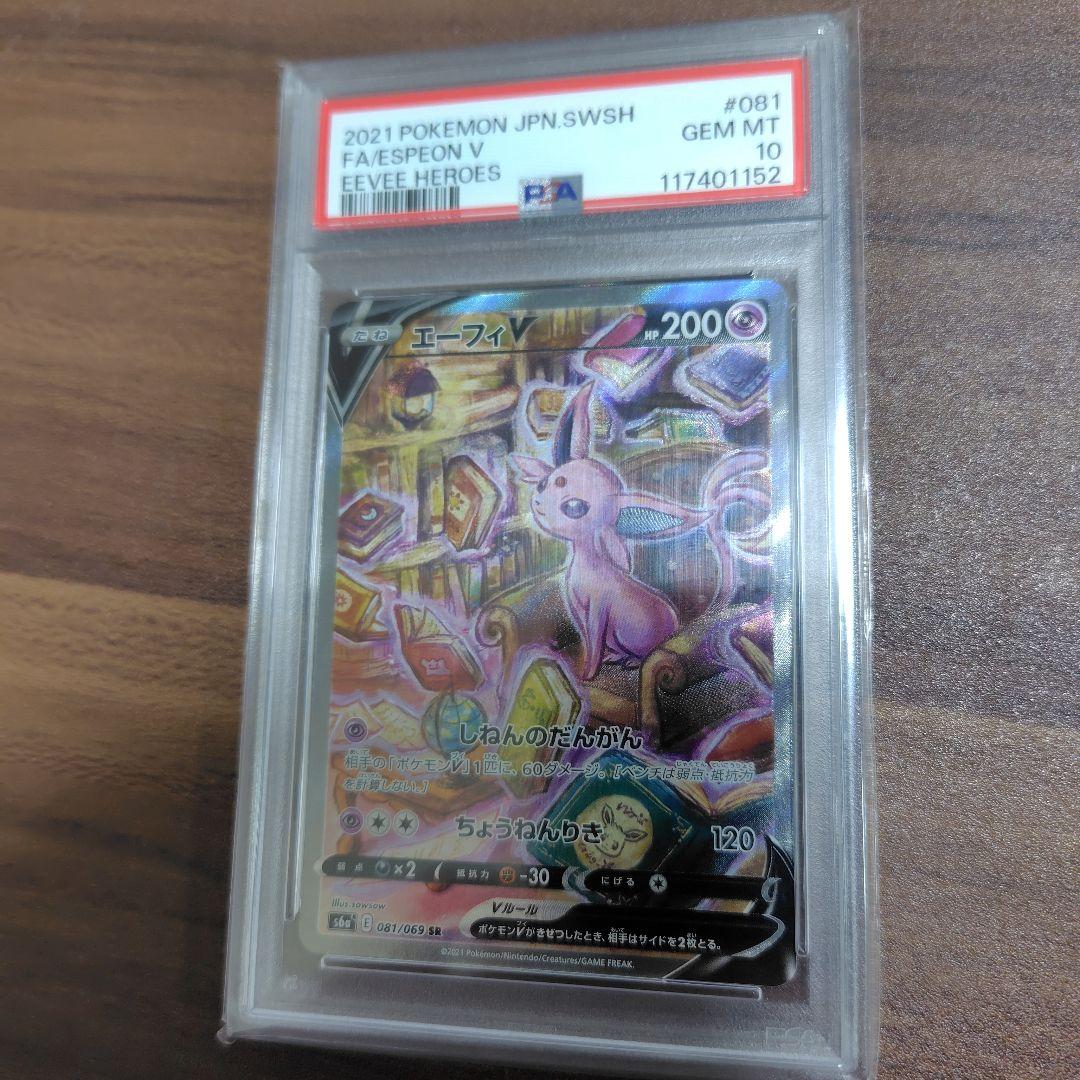 2021 POKEMON JPN.SWSH #081
FA/ESPEON V GEM MT
EEVEE HEROES 10
PSA 117401152
たね エーフィV HP 200
しねんのだんがん
相手の「ポケモンV」1匹に、60ダメージ。[ベンチは弱点・抵抗力
を計算しない。]
ちょうねんりき 120
弱点 ×2 抵抗力 -30 にげる
Illus. sowsow
Vルール
s6a E 081/069 SR ポケモンVがきぜつしたとき、相手はサイドを2枚とる。
©2021 Pokémon/Nintendo/Creatures/GAME FREAK.